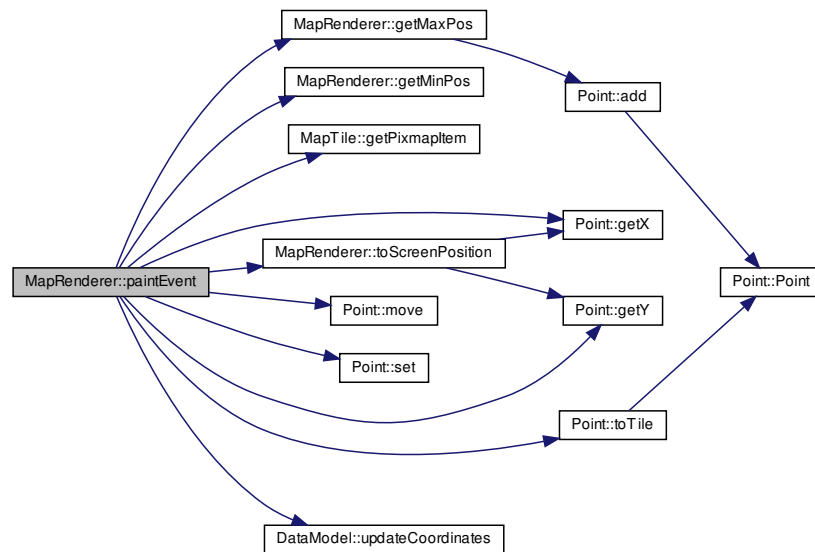 MapRenderer::getMaxPos
MapRenderer::getMinPos
Point::add
MapTile::getPixmapItem
Point::getX
MapRenderer::toScreenPosition
MapRenderer::paintEvent
Point::Point
Point::move
Point::getY
Point::set
Point::toTile
DataModel::updateCoordinates